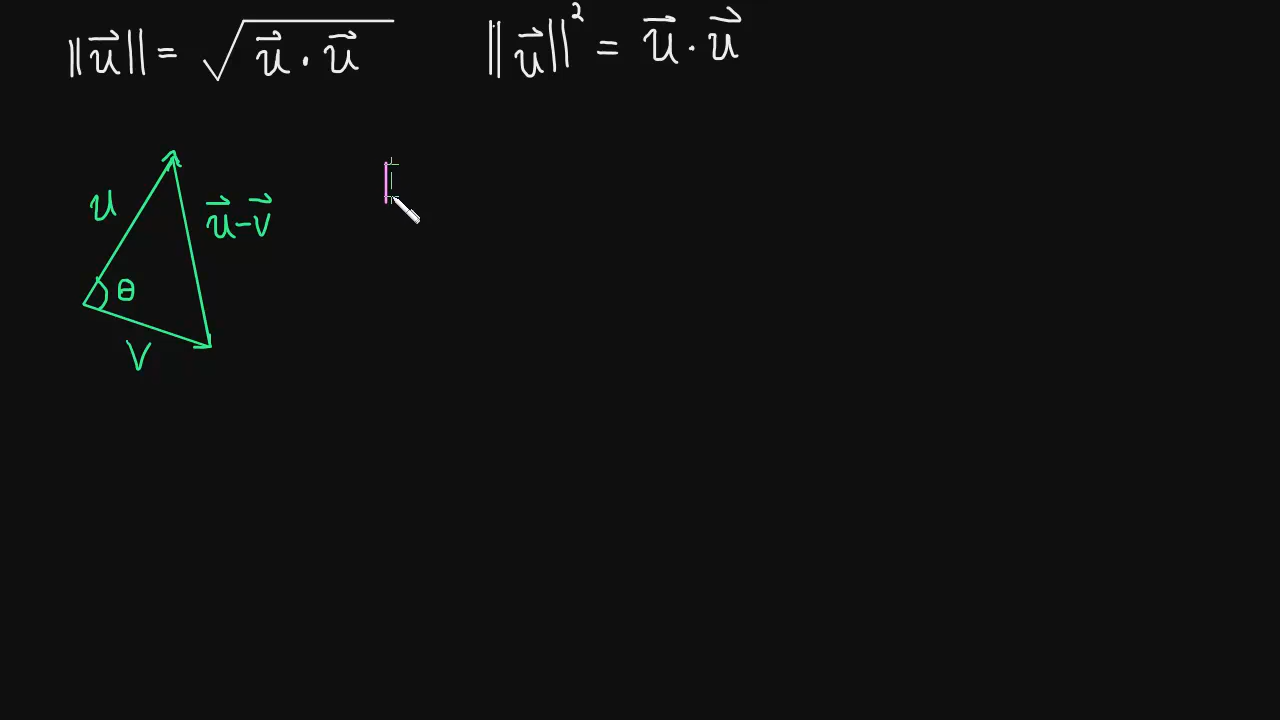 ‖u⃗‖ = √(u⃗ · u⃗)    ‖u⃗‖² = u⃗ · u⃗
u
u⃗ − v⃗
θ
v